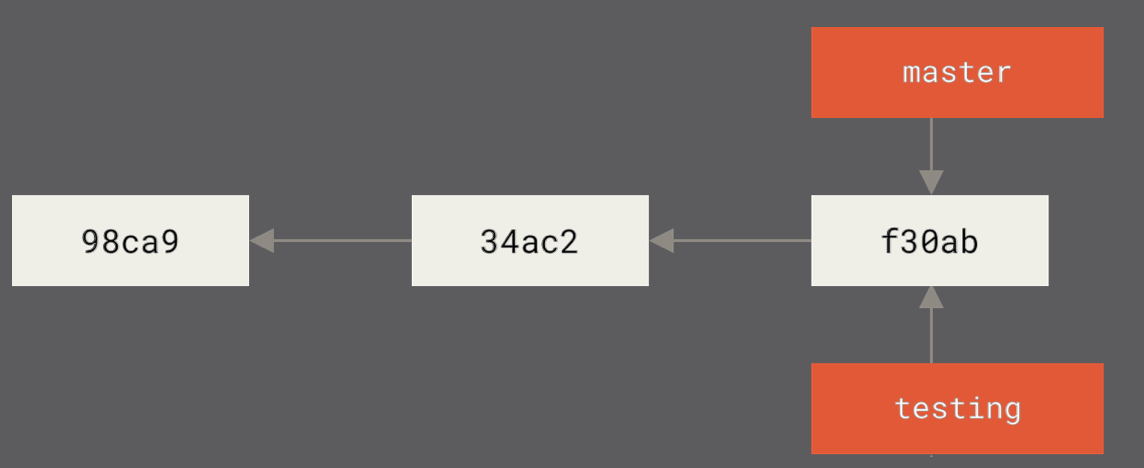 master
98ca9
34ac2
f30ab
testing